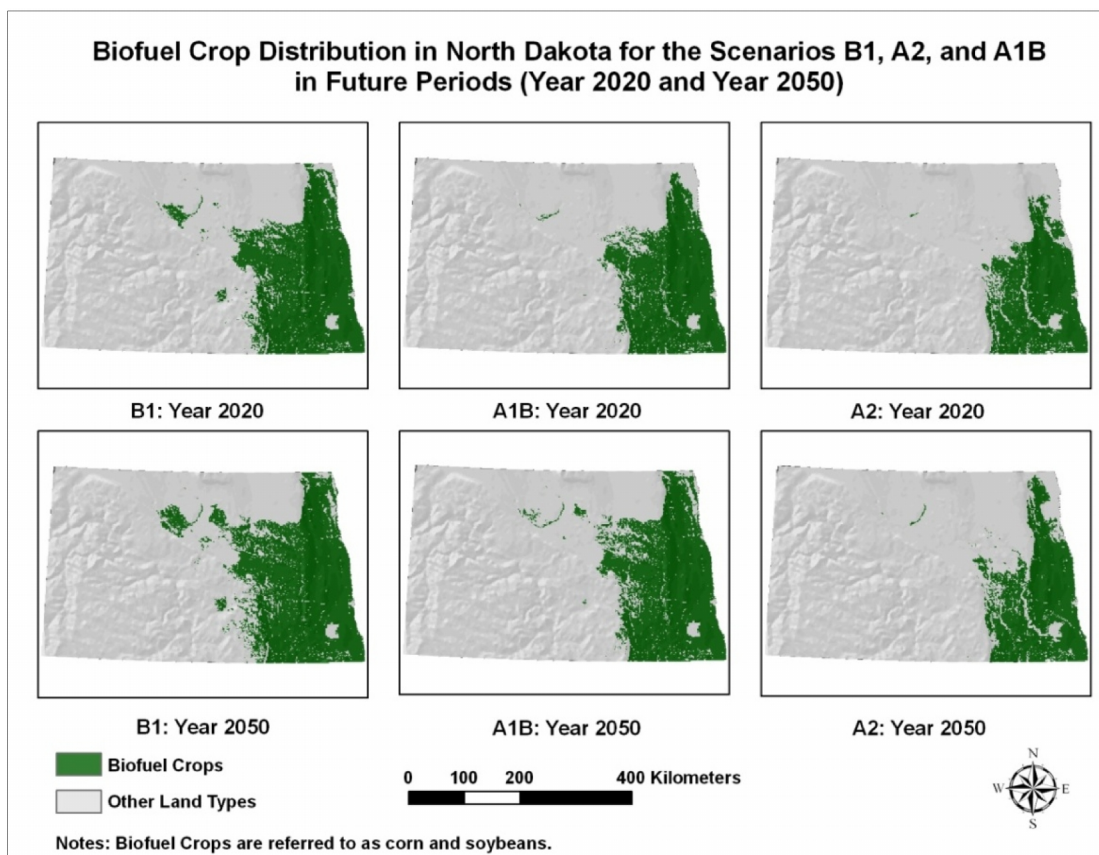 Biofuel Crop Distribution in North Dakota for the Scenarios B1, A2, and A1B
in Future Periods (Year 2020 and Year 2050)
B1: Year 2020
A1B: Year 2020
A2: Year 2020
B1: Year 2050
A1B: Year 2050
A2: Year 2050
Biofuel Crops
Other Land Types
0 100 200 400 Kilometers
N
W E
S
Notes: Biofuel Crops are referred to as corn and soybeans.